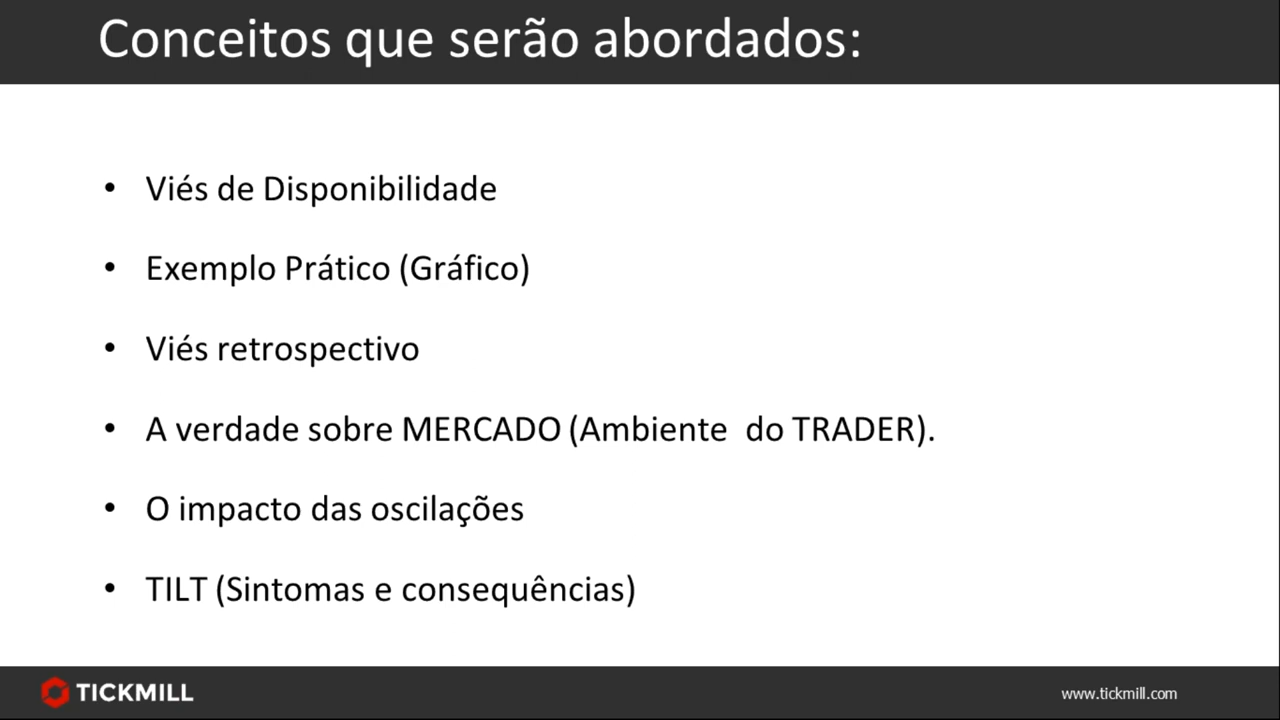 Conceitos que serão abordados:
• Viés de Disponibilidade
• Exemplo Prático (Gráfico)
• Viés retrospectivo
• A verdade sobre MERCADO (Ambiente  do TRADER).
• O impacto das oscilações
• TILT (Sintomas e consequências)
TICKMILL
www.tickmill.com